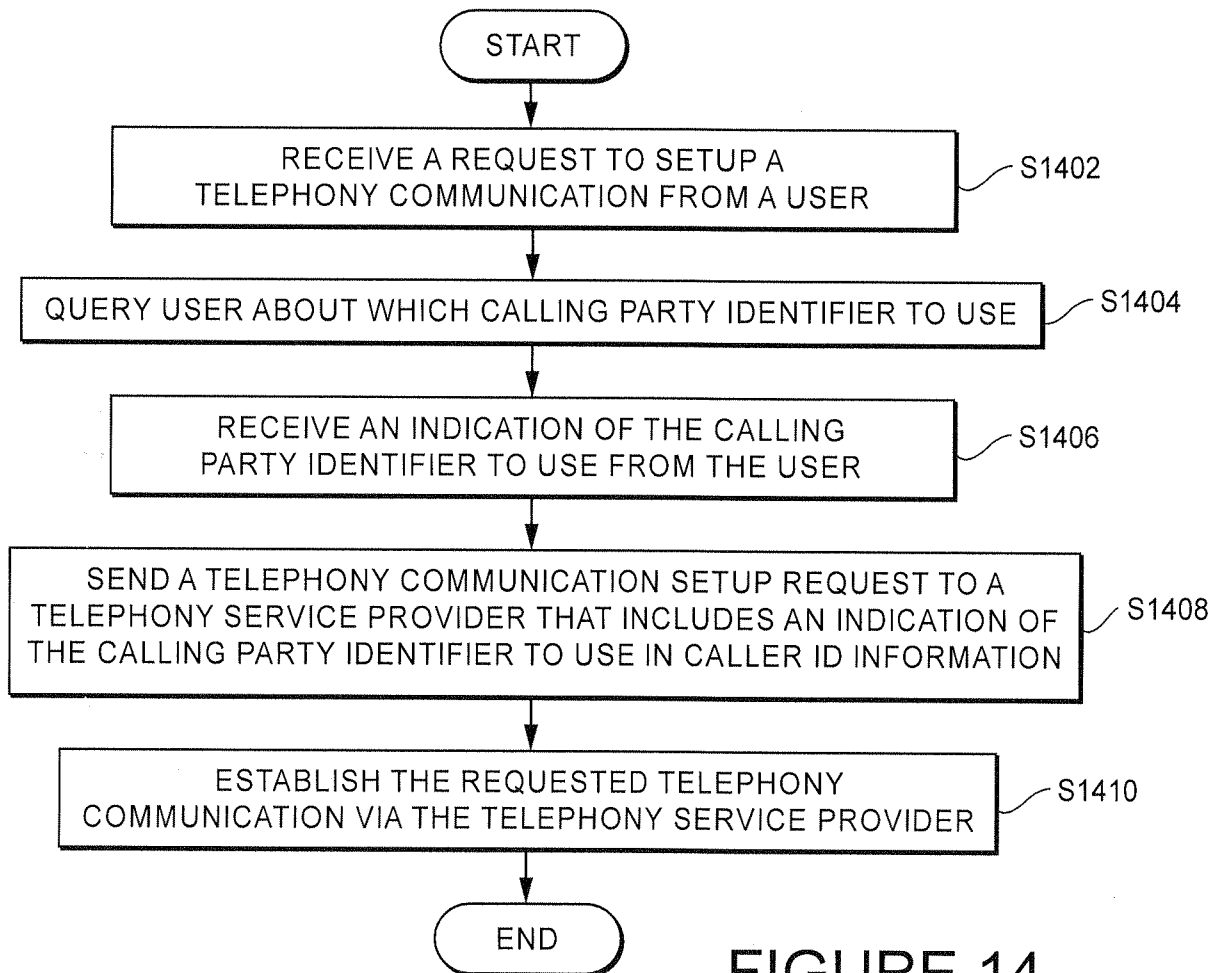 START
RECEIVE A REQUEST TO SETUP A
TELEPHONY COMMUNICATION FROM A USER
S1402
QUERY USER ABOUT WHICH CALLING PARTY IDENTIFIER TO USE
S1404
RECEIVE AN INDICATION OF THE CALLING
PARTY IDENTIFIER TO USE FROM THE USER
S1406
SEND A TELEPHONY COMMUNICATION SETUP REQUEST TO A
TELEPHONY SERVICE PROVIDER THAT INCLUDES AN INDICATION OF
THE CALLING PARTY IDENTIFIER TO USE IN CALLER ID INFORMATION
S1408
ESTABLISH THE REQUESTED TELEPHONY
COMMUNICATION VIA THE TELEPHONY SERVICE PROVIDER
S1410
END
FIGURE 14